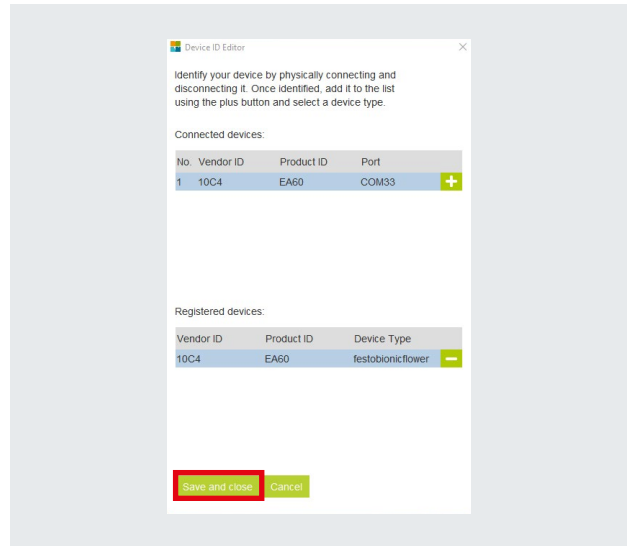 Device ID Editor
Identify your device by physically connecting and
disconnecting it. Once identified, add it to the list
using the plus button and select a device type.
Connected devices:
No. Vendor ID Product ID Port
1 10C4 EA60 COM33
Registered devices:
Vendor ID Product ID Device Type
10C4 EA60 festobionicflower
Save and close Cancel